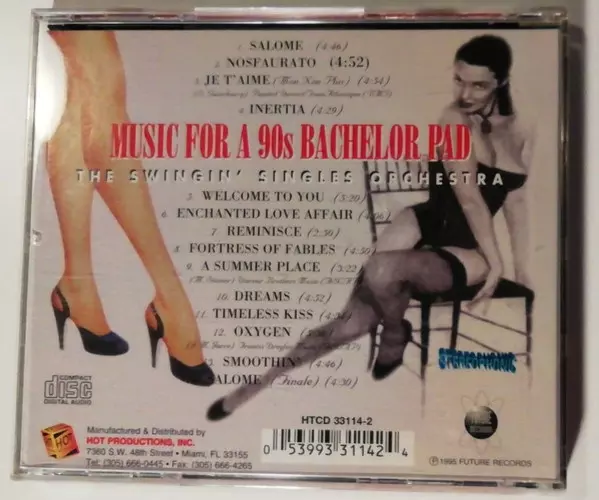 1. SALOME (4:46)
2. NOSFAURATO (4:52)
3. JE T'AIME (Mon Non Plus) (4:54)
4. INERTIA (4:29)
MUSIC FOR A 90s BACHELOR PAD
THE SWINGIN' SINGLES ORCHESTRA
5. WELCOME TO YOU (3:20)
6. ENCHANTED LOVE AFFAIR
7. REMINISCE (2:50)
8. FORTRESS OF FABLES (4:50)
9. A SUMMER PLACE (3:22)
10. DREAMS (4:52)
11. TIMELESS KISS
12. OXYGEN
SMOOTHIN' (4:46)
ALOME (Finale) (4:30)
STEREOPHONIC
COMPACT
disc
DIGITAL AUDIO
HOT
Manufactured & Distributed by
HOT PRODUCTIONS, INC.
7360 S.W. 48th Street • Miami, FL 33155
Tel: (305) 666-0445 • Fax (305) 666-4265
HTCD 33114-2
0 53993 31142 4
℗ 1995 FUTURE RECORDS